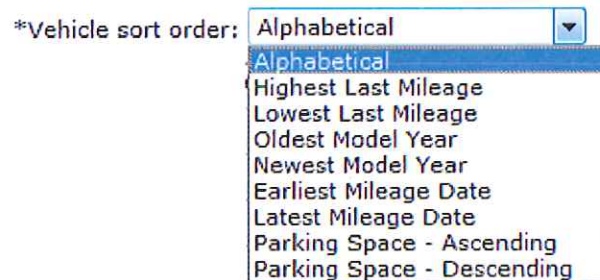 *Vehicle sort order: Alphabetical
Alphabetical
Highest Last Mileage
Lowest Last Mileage
Oldest Model Year
Newest Model Year
Earliest Mileage Date
Latest Mileage Date
Parking Space - Ascending
Parking Space - Descending